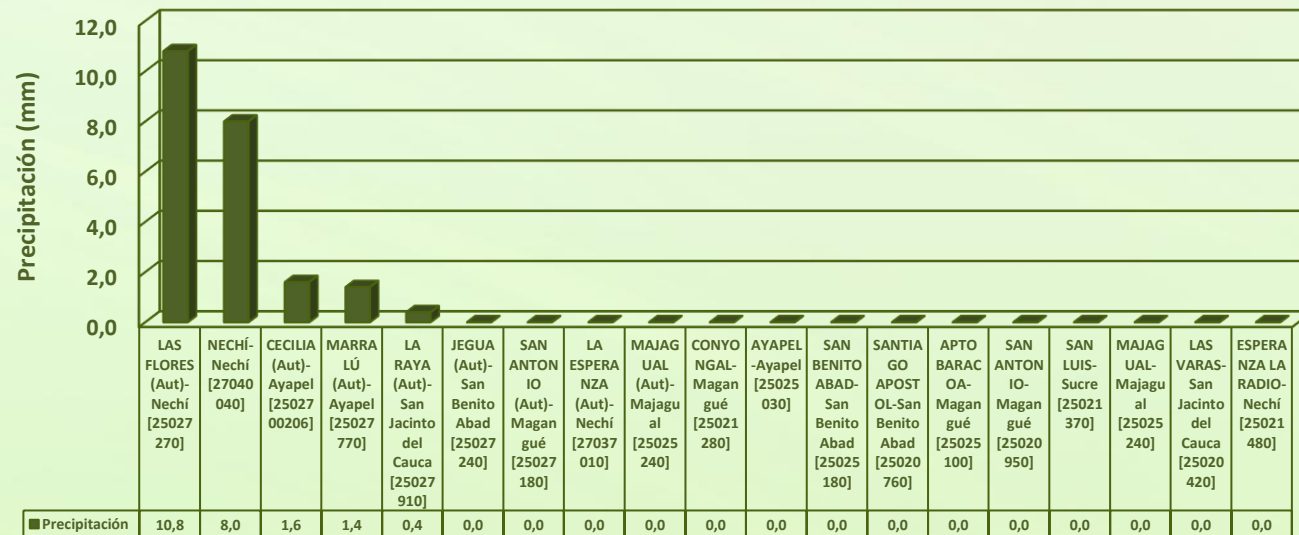 Precipitación (mm)
12,0
10,0
8,0
6,0
4,0
2,0
0,0
LAS
FLORES
(Aut)-
Nechí
[25027
270]
NECHÍ-
Nechí
[27040
040]
CECILIA
(Aut)-
Ayapel
[25027
00206]
MARRA
LÚ
(Aut)-
Ayapel
[25027
770]
LA
RAYA
(Aut)-
San
Jacinto
del
Cauca
[25027
910]
JEGUA
(Aut)-
San
Benito
Abad
[25027
240]
SAN
ANTON
IO
(Aut)-
Magan
gué
[25027
180]
LA
ESPERA
NZA
(Aut)-
Nechí
[27037
010]
MAJAG
UAL
(Aut)-
Majagu
al
[25025
240]
CONYO
NGAL-
Magan
gué
[25021
280]
AYAPEL
-Ayapel
[25025
030]
SAN
BENITO
ABAD-
San
Benito
Abad
[25025
180]
SANTIA
GO
APOST
OL-San
Benito
Abad
[25020
760]
APTO
BARAC
OA-
Magan
gué
[25025
100]
SAN
ANTON
IO-
Magan
gué
[25020
950]
SAN
LUIS-
Sucre
[25021
370]
MAJAG
UAL-
Majagu
al
[25025
240]
LAS
VARAS-
San
Jacinto
del
Cauca
[25020
420]
ESPERA
NZA LA
RADIO-
Nechí
[25021
480]
Precipitación 10,8 8,0 1,6 1,4 0,4 0,0 0,0 0,0 0,0 0,0 0,0 0,0 0,0 0,0 0,0 0,0 0,0 0,0 0,0